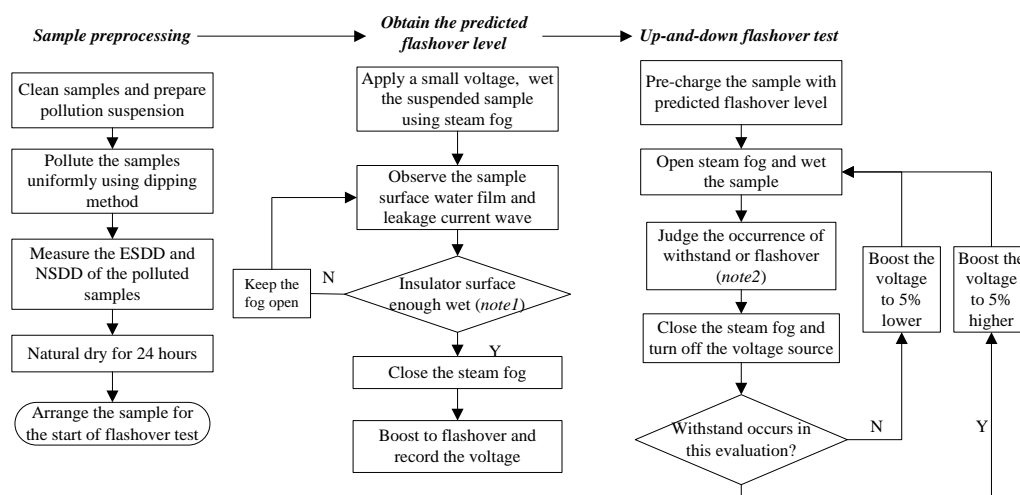 Sample preprocessing
Obtain the predicted
flashover level
Up-and-down flashover test
Clean samples and prepare
pollution suspension
Pollute the samples
uniformly using dipping
method
Measure the ESDD and
NSDD of the polluted
samples
Natural dry for 24 hours
Arrange the sample for
the start of flashover test
Apply a small voltage, wet
the suspended sample
using steam fog
Observe the sample
surface water film and
leakage current wave
Keep the
fog open
N
Insulator surface
enough wet (note1)
Y
Close the steam fog
Boost to flashover and
record the voltage
Pre-charge the sample with
predicted flashover level
Open steam fog and wet
the sample
Judge the occurrence of
withstand or flashover
(note2)
Close the steam fog and
turn off the voltage source
Withstand occurs in
this evaluation?
N
Boost the
voltage
to 5%
lower
Y
Boost the
voltage
to 5%
higher